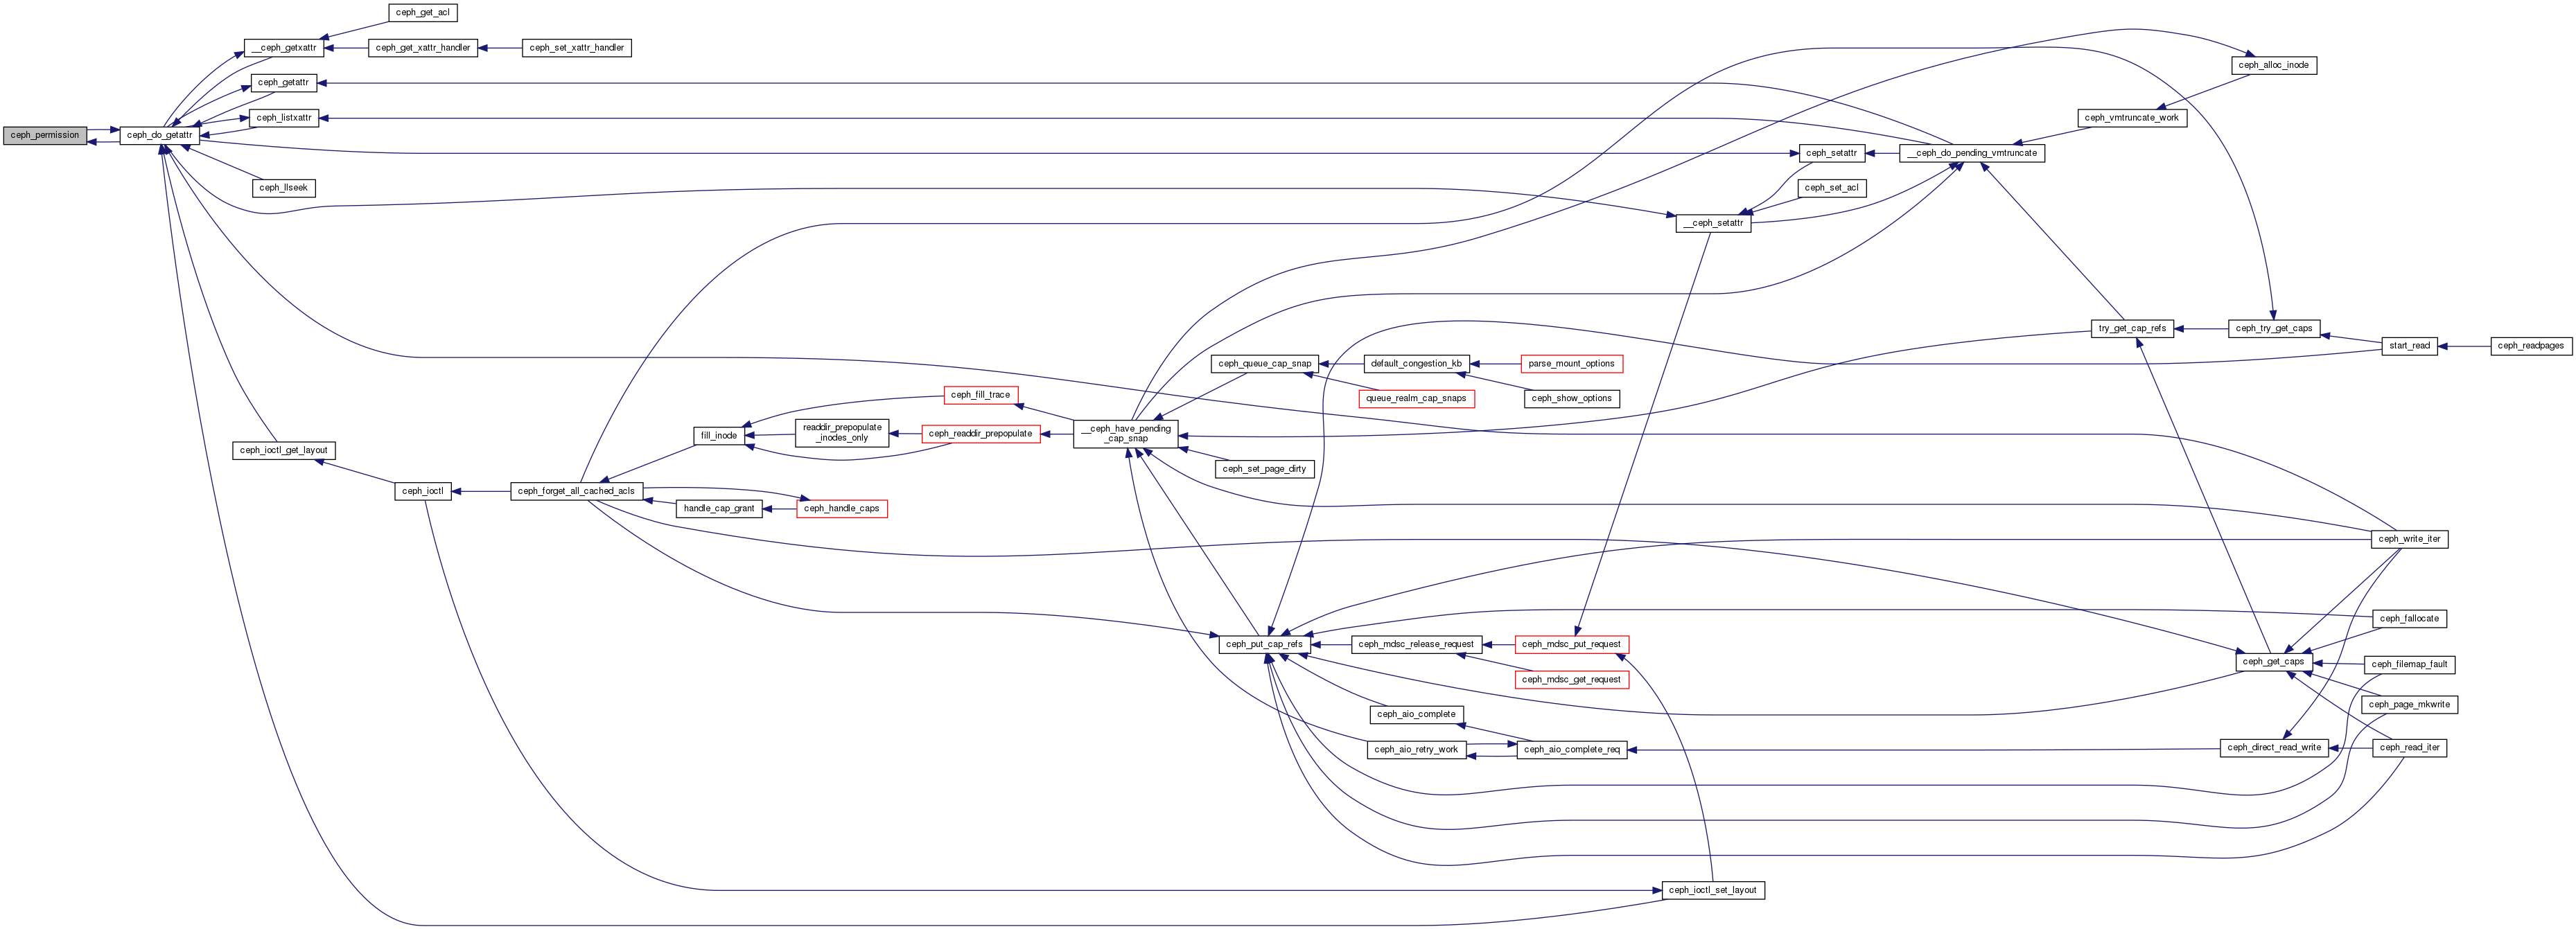 ceph_permission
ceph_do_getattr
ceph_get_acl
__ceph_getxattr
ceph_get_xattr_handler
ceph_set_xattr_handler
ceph_getattr
ceph_listxattr
ceph_llseek
ceph_ioctl_get_layout
ceph_ioctl
ceph_forget_all_cached_acls
fill_inode
handle_cap_grant
ceph_handle_caps
readdir_prepopulate
_inodes_only
ceph_fill_trace
ceph_readdir_prepopulate
__ceph_have_pending
_cap_snap
ceph_queue_cap_snap
default_congestion_kb
parse_mount_options
queue_realm_cap_snaps
ceph_show_options
ceph_set_page_dirty
ceph_put_cap_refs
ceph_mdsc_release_request
ceph_mdsc_put_request
ceph_mdsc_get_request
ceph_aio_complete
ceph_aio_retry_work
ceph_aio_complete_req
ceph_ioctl_set_layout
ceph_setattr
ceph_set_acl
__ceph_setattr
__ceph_do_pending_vmtruncate
ceph_vmtruncate_work
ceph_alloc_inode
try_get_cap_refs
ceph_try_get_caps
start_read
ceph_readpages
ceph_write_iter
ceph_fallocate
ceph_get_caps
ceph_filemap_fault
ceph_page_mkwrite
ceph_direct_read_write
ceph_read_iter